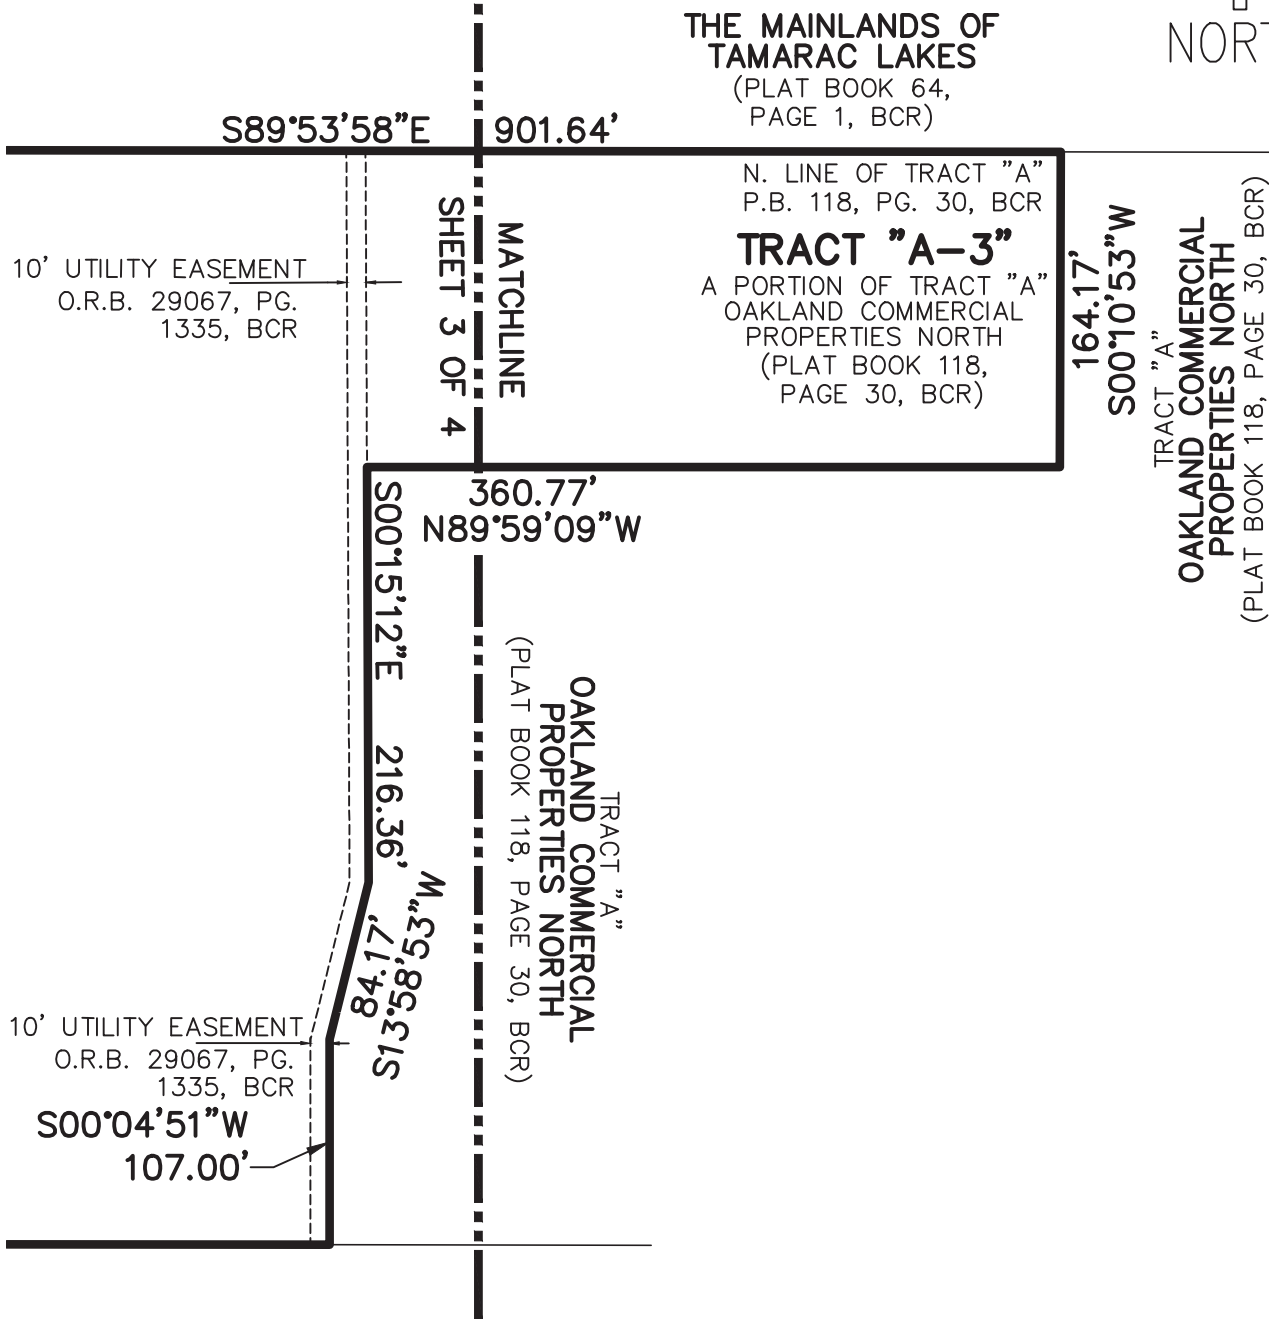 THE MAINLANDS OF
TAMARAC LAKES
(PLAT BOOK 64,
PAGE 1, BCR)
S89°53'58"E
901.64'
N. LINE OF TRACT "A"
P.B. 118, PG. 30, BCR
TRACT "A-3"
A PORTION OF TRACT "A"
OAKLAND COMMERCIAL
PROPERTIES NORTH
(PLAT BOOK 118,
PAGE 30, BCR)
164.17'
S00°10'53"W
TRACT "A"
OAKLAND COMMERCIAL
PROPERTIES NORTH
(PLAT BOOK 118, PAGE 30, BCR)
MATCHLINE
SHEET 3 OF 4
10' UTILITY EASEMENT
O.R.B. 29067, PG.
1335, BCR
360.77'
N89°59'09"W
S00°15'12"E 216.36'
84.17'
S13°58'53"W
TRACT "A"
OAKLAND COMMERCIAL
PROPERTIES NORTH
(PLAT BOOK 118, PAGE 30, BCR)
10' UTILITY EASEMENT
O.R.B. 29067, PG.
1335, BCR
S00°04'51"W
107.00'